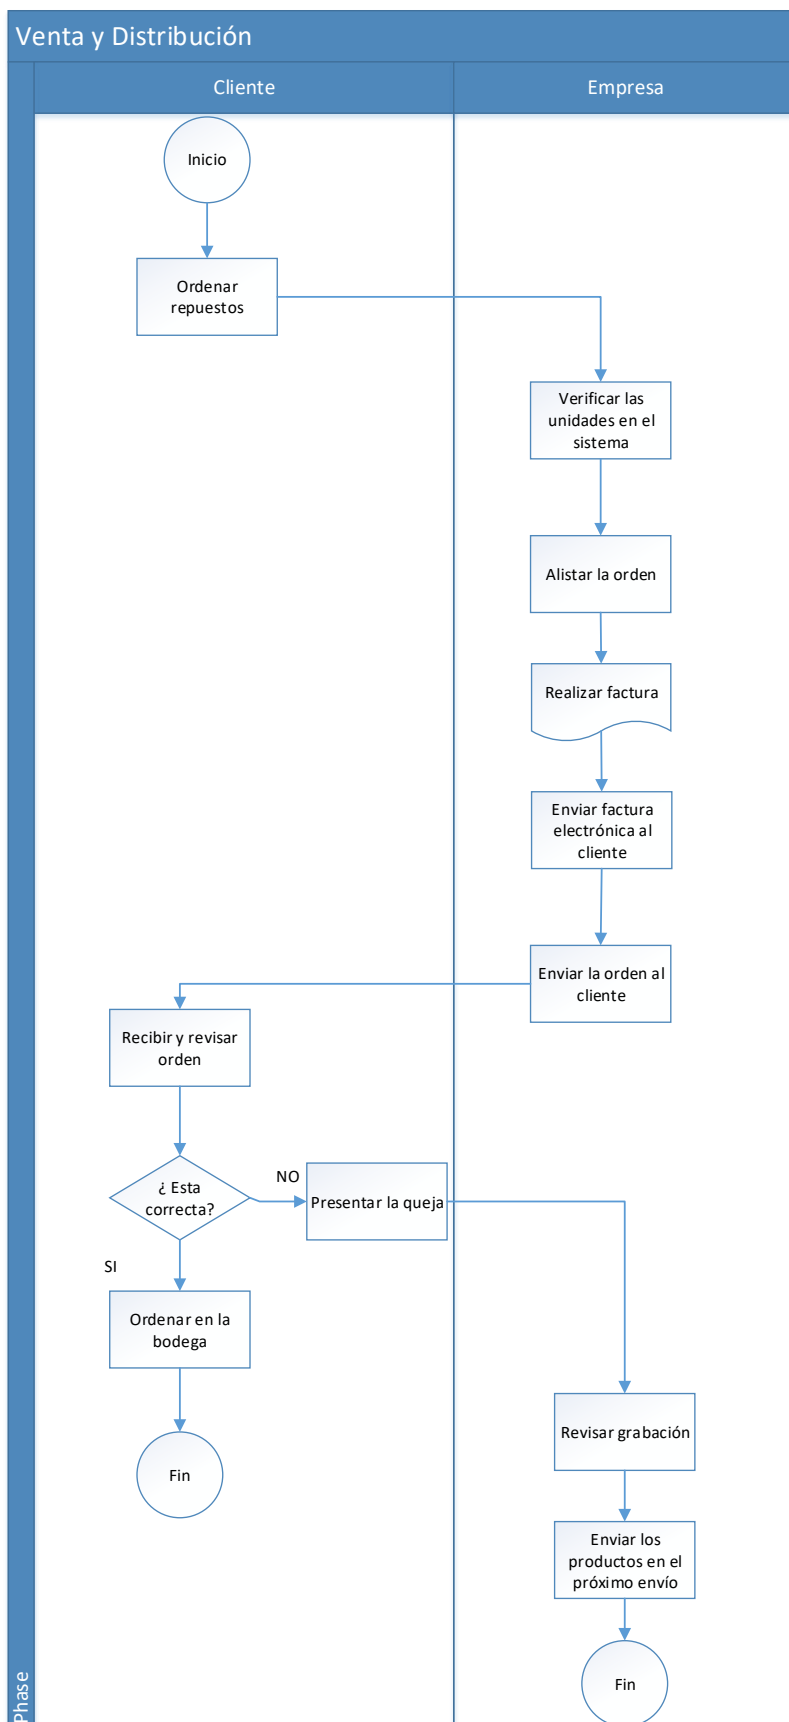 Venta y Distribución
Cliente
Empresa
Inicio
Ordenar
repuestos
Verificar las
unidades en el
sistema
Alistar la orden
Realizar factura
Enviar factura
electrónica al
cliente
Enviar la orden al
cliente
Recibir y revisar
orden
¿ Esta
correcta?
NO
Presentar la queja
SI
Ordenar en la
bodega
Fin
Revisar grabación
Enviar los
productos en el
próximo envío
Fin
Phase